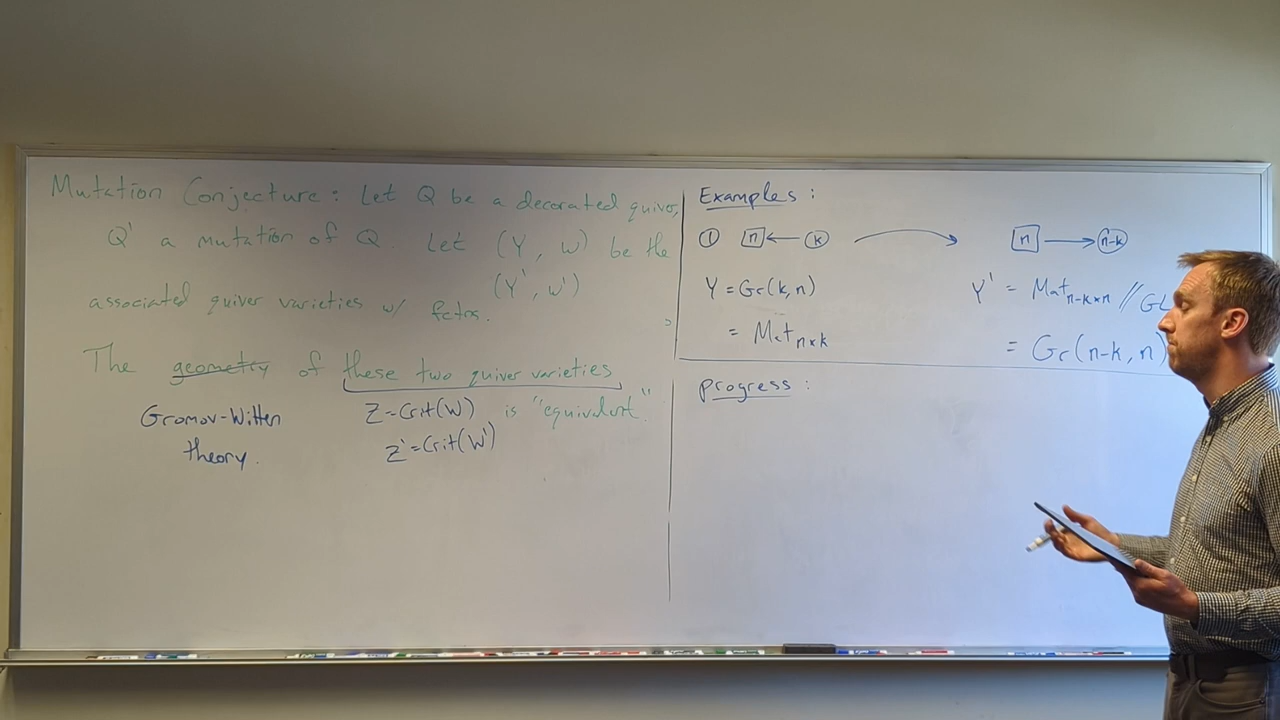 Mutation Conjecture: Let Q be a decorated quiver,
Q' a mutation of Q. Let (Y, W) be the
(Y', W')
associated quiver varieties w/ fctns.
The geometry of these two quiver varieties
Gromov-Witten Z=Crit(W) is "equivalent."
theory. Z'=Crit(W')
Examples:
① n ← k n → n-k
Y = Gr(k,n) Y' = Mat n-k×n // GL
= Mat n×k = Gr(n-k, n)
Progress: